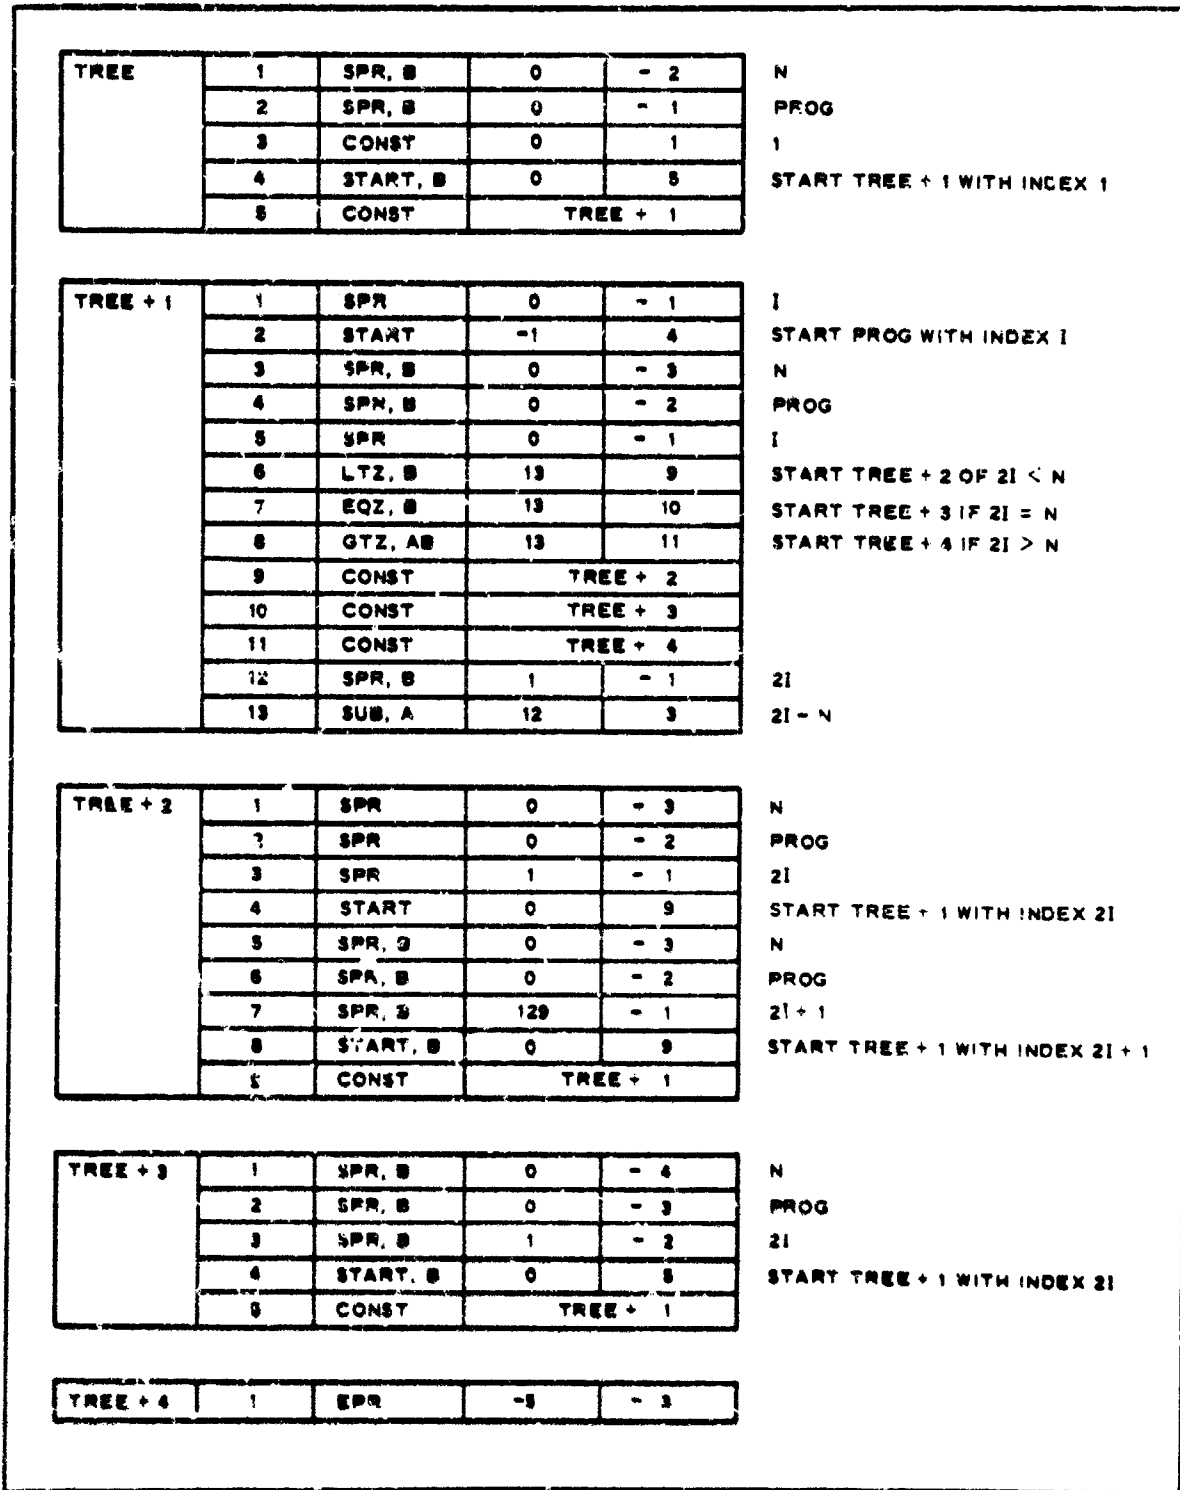 TREE 1 SPR, B 0 - 2 N
2 SPR, B 0 - 1 PROG
3 CONST 0 1 1
4 START, B 0 5 START TREE + 1 WITH INDEX 1
5 CONST TREE + 1
TREE + 1 1 SPR 0 - 1 I
2 START -1 4 START PROG WITH INDEX I
3 SPR, B 0 - 3 N
4 SPR, B 0 - 2 PROG
5 SPR 0 - 1 I
6 LTZ, B 13 9 START TREE + 2 OF 2I < N
7 EQZ, B 13 10 START TREE + 3 IF 2I = N
8 GTZ, AB 13 11 START TREE + 4 IF 2I > N
9 CONST TREE + 2
10 CONST TREE + 3
11 CONST TREE + 4
12 SPR, B 1 - 1 2I
13 SUB, A 12 3 2I - N
TREE + 2 1 SPR 0 - 3 N
2 SPR 0 - 2 PROG
3 SPR 1 - 1 2I
4 START 0 9 START TREE + 1 WITH INDEX 2I
5 SPR, B 0 - 3 N
6 SPR, B 0 - 2 PROG
7 SPR, B 129 - 1 2I + 1
8 START, B 0 9 START TREE + 1 WITH INDEX 2I + 1
9 CONST TREE + 1
TREE + 3 1 SPR, B 0 - 4 N
2 SPR, B 0 - 3 PROG
3 SPR, B 1 - 2 2I
4 START, B 0 5 START TREE + 1 WITH INDEX 2I
5 CONST TREE + 1
TREE + 4 1 EPR - 3